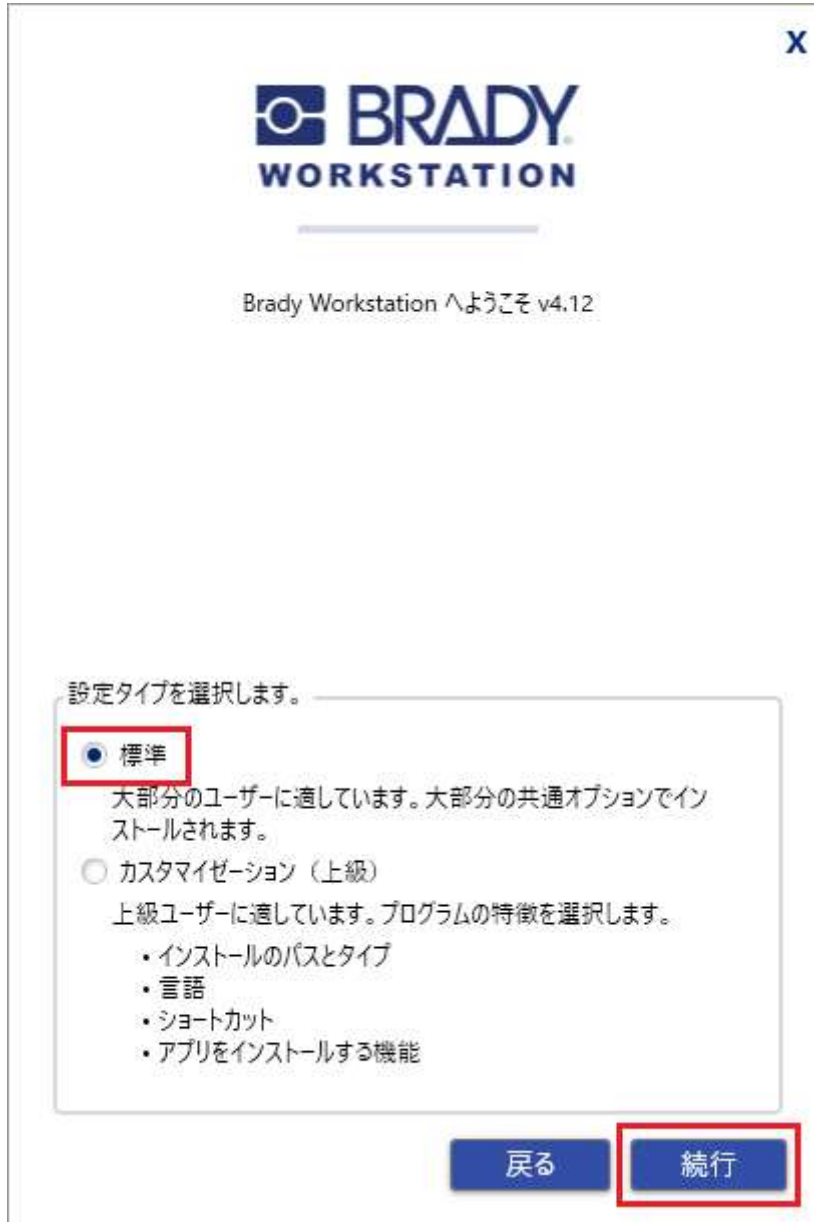 X
BRADY
WORKSTATION
Brady Workstation へようこそ v4.12
設定タイプを選択します。
標準
大部分のユーザーに適しています。大部分の共通オプションでイン
ストールされます。
カスタマイゼーション（上級）
上級ユーザーに適しています。プログラムの特徴を選択します。
・インストールのパスとタイプ
・言語
・ショートカット
・アプリをインストールする機能
戻る 続行